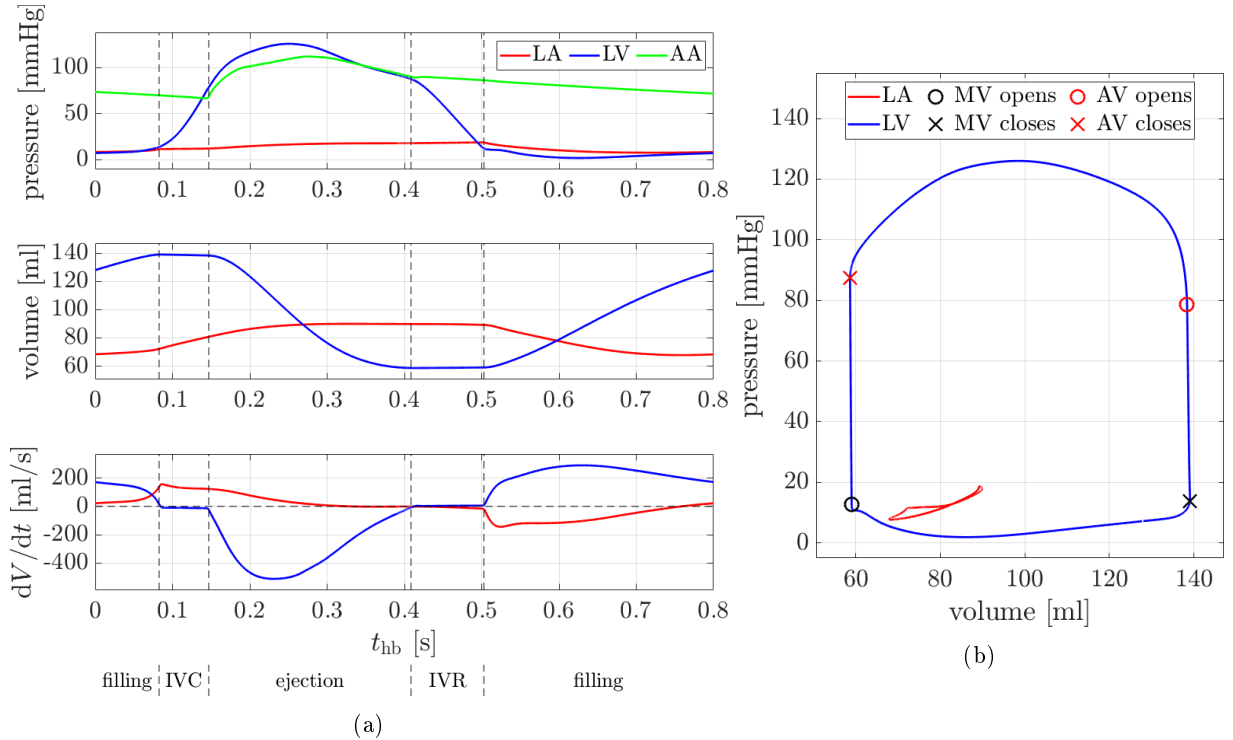 pressure [mmHg]
100
50
0
LA LV AA
0 0.1 0.2 0.3 0.4 0.5 0.6 0.7 0.8
volume [ml]
140
120
100
80
60
0 0.1 0.2 0.3 0.4 0.5 0.6 0.7 0.8
dV/dt [ml/s]
200
0
-200
-400
0 0.1 0.2 0.3 0.4 0.5 0.6 0.7 0.8
t_hb [s]
filling IVC ejection IVR filling
(a)
LA MV opens AV opens
LV MV closes AV closes
pressure [mmHg]
140
120
100
80
60
40
20
0
60 80 100 120 140
volume [ml]
(b)